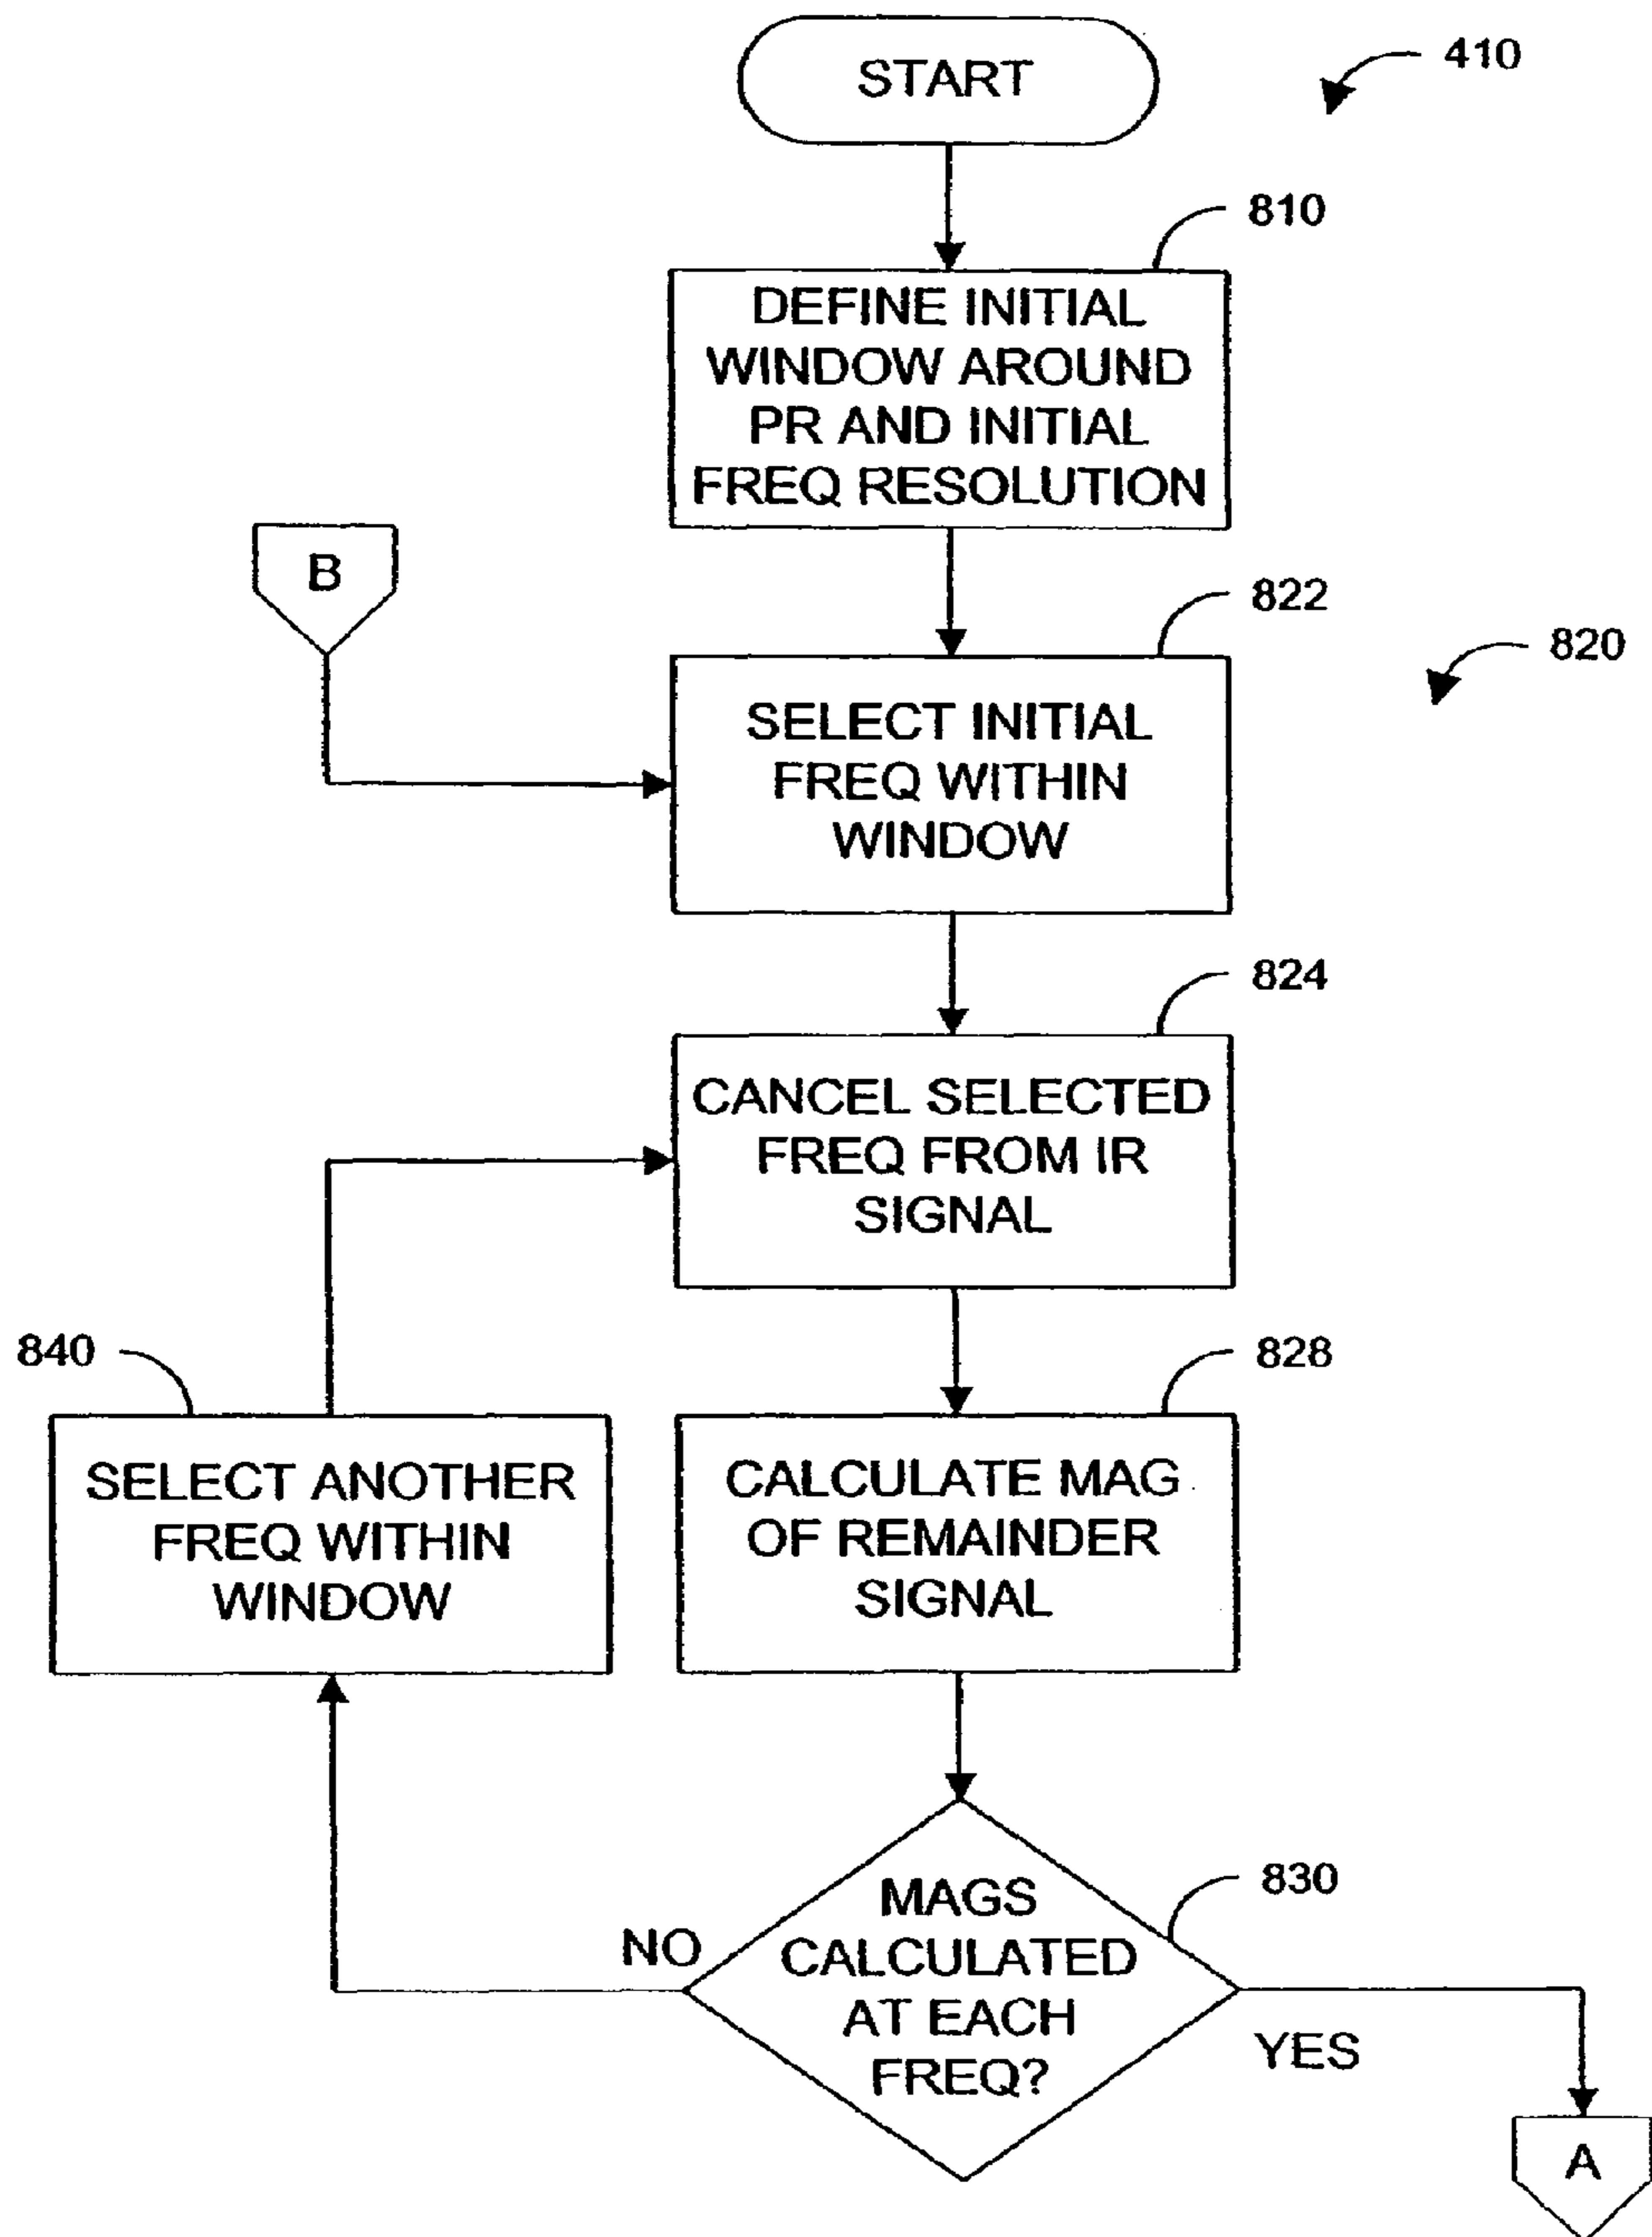 START
410
810
DEFINE INITIAL
WINDOW AROUND
PR AND INITIAL
FREQ RESOLUTION
B
822
820
SELECT INITIAL
FREQ WITHIN
WINDOW
824
CANCEL SELECTED
FREQ FROM IR
SIGNAL
840
828
SELECT ANOTHER
FREQ WITHIN
WINDOW
CALCULATE MAG
OF REMAINDER
SIGNAL
830
MAGS
CALCULATED
AT EACH
FREQ?
NO
YES
A